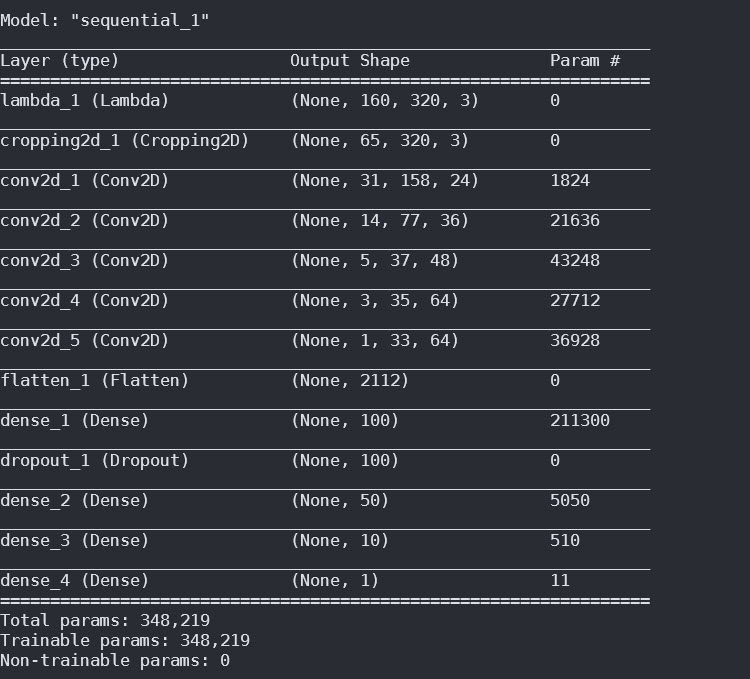 Model: "sequential_1"
Layer (type) Output Shape Param #
lambda_1 (Lambda) (None, 160, 320, 3) 0
cropping2d_1 (Cropping2D) (None, 65, 320, 3) 0
conv2d_1 (Conv2D) (None, 31, 158, 24) 1824
conv2d_2 (Conv2D) (None, 14, 77, 36) 21636
conv2d_3 (Conv2D) (None, 5, 37, 48) 43248
conv2d_4 (Conv2D) (None, 3, 35, 64) 27712
conv2d_5 (Conv2D) (None, 1, 33, 64) 36928
flatten_1 (Flatten) (None, 2112) 0
dense_1 (Dense) (None, 100) 211300
dropout_1 (Dropout) (None, 100) 0
dense_2 (Dense) (None, 50) 5050
dense_3 (Dense) (None, 10) 510
dense_4 (Dense) (None, 1) 11
Total params: 348,219
Trainable params: 348,219
Non-trainable params: 0